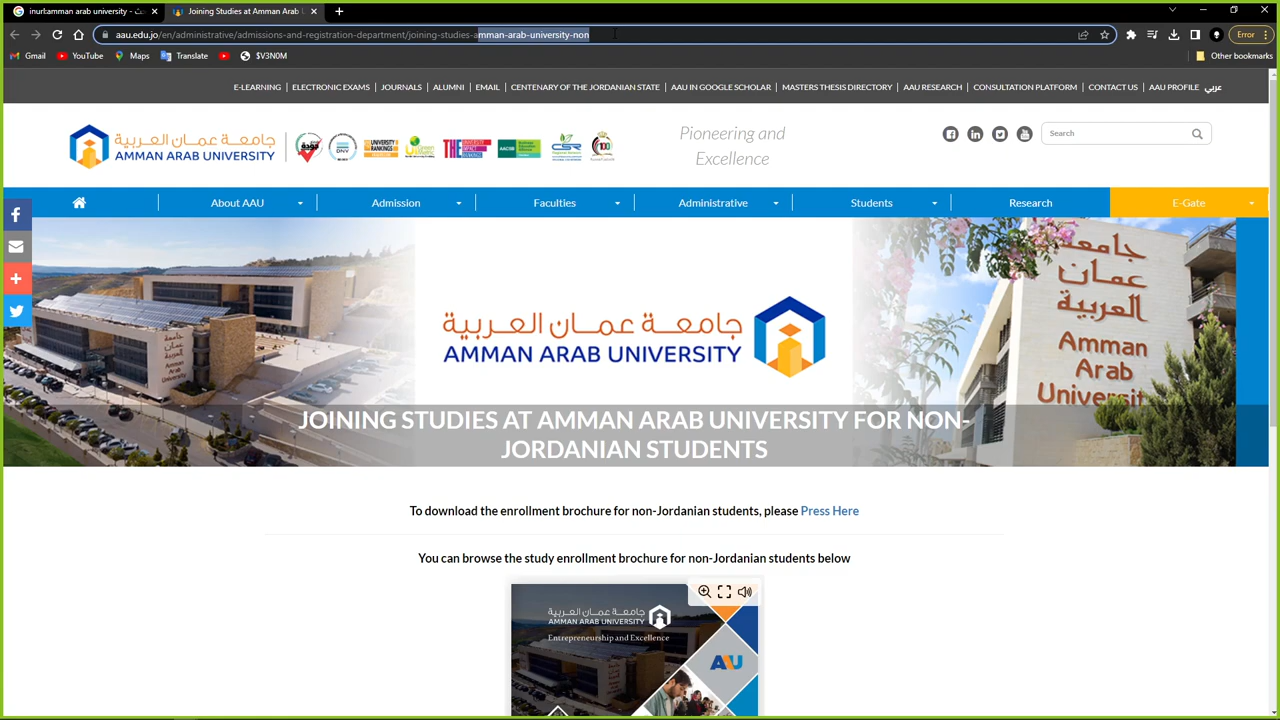 inurl:amman arab university - بحث
Joining Studies at Amman Arab U
aau.edu.jo/en/administrative/admissions-and-registration-department/joining-studies-amman-arab-university-non
Error
Gmail
YouTube
Maps
Translate
$V3N0M
Other bookmarks
E-LEARNING
ELECTRONIC EXAMS
JOURNALS
ALUMNI
EMAIL
CENTENARY OF THE JORDANIAN STATE
AAU IN GOOGLE SCHOLAR
MASTERS THESIS DIRECTORY
AAU RESEARCH
CONSULTATION PLATFORM
CONTACT US
AAU PROFILE
عربي
جامعة عمان العربية
AMMAN ARAB UNIVERSITY
Pioneering and
Excellence
Search
About AAU
Admission
Faculties
Administrative
Students
Research
E-Gate
جامعة عمان العربية
AMMAN ARAB UNIVERSITY
جامعة
عمان
العربية
Amman
Arab
Universit
JOINING STUDIES AT AMMAN ARAB UNIVERSITY FOR NON-
JORDANIAN STUDENTS
To download the enrollment brochure for non-Jordanian students, please Press Here
You can browse the study enrollment brochure for non-Jordanian students below
جامعة عمان العربية
AMMAN ARAB UNIVERSITY
Entrepreneurship and Excellence
AAU